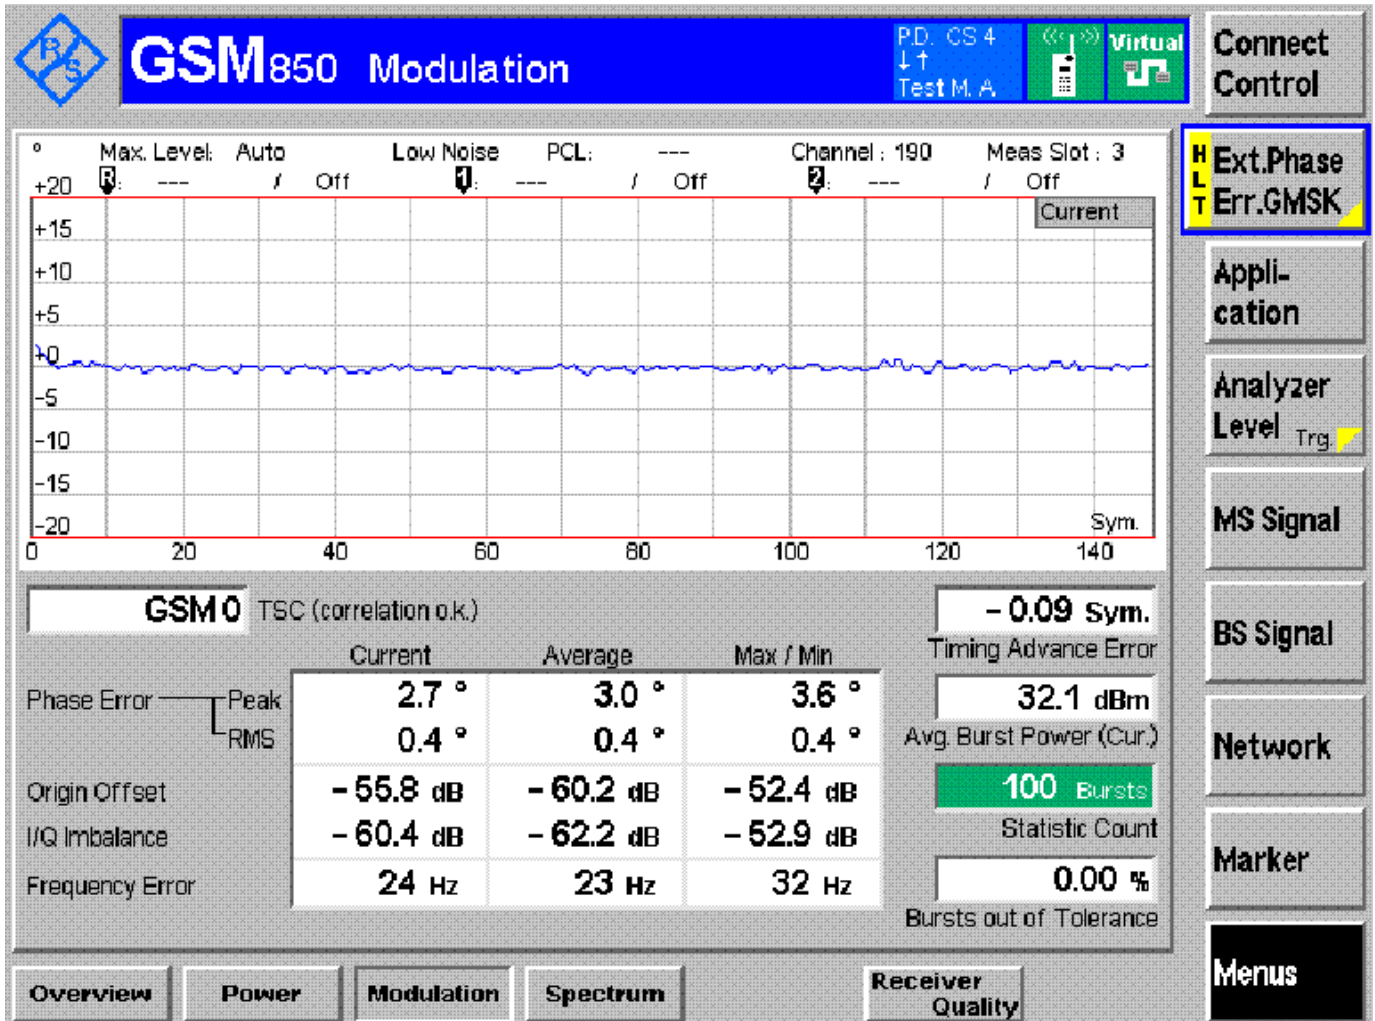 R/S
GSM850 Modulation
P.D. CS 4
↓↑
Test M. A.
Virtual
Connect
Control
° Max. Level: Auto Low Noise PCL: --- Channel : 190 Meas Slot : 3
R: --- / Off 1: --- / Off 2: --- / Off
Current
+20
+15
+10
+5
+0
-5
-10
-15
-20
Sym.
0 20 40 60 80 100 120 140
GSM 0 TSC (correlation o.k.)
Current Average Max / Min
Phase Error Peak 2.7 ° 3.0 ° 3.6 °
RMS 0.4 ° 0.4 ° 0.4 °
Origin Offset - 55.8 dB - 60.2 dB - 52.4 dB
I/Q Imbalance - 60.4 dB - 62.2 dB - 52.9 dB
Frequency Error 24 Hz 23 Hz 32 Hz
- 0.09 Sym.
Timing Advance Error
32.1 dBm
Avg. Burst Power (Cur.)
100 Bursts
Statistic Count
0.00 %
Bursts out of Tolerance
HLT
Ext.Phase
Err.GMSK
Appli-
cation
Analyzer
Level Trg.
MS Signal
BS Signal
Network
Marker
Menus
Overview Power Modulation Spectrum
Receiver
Quality